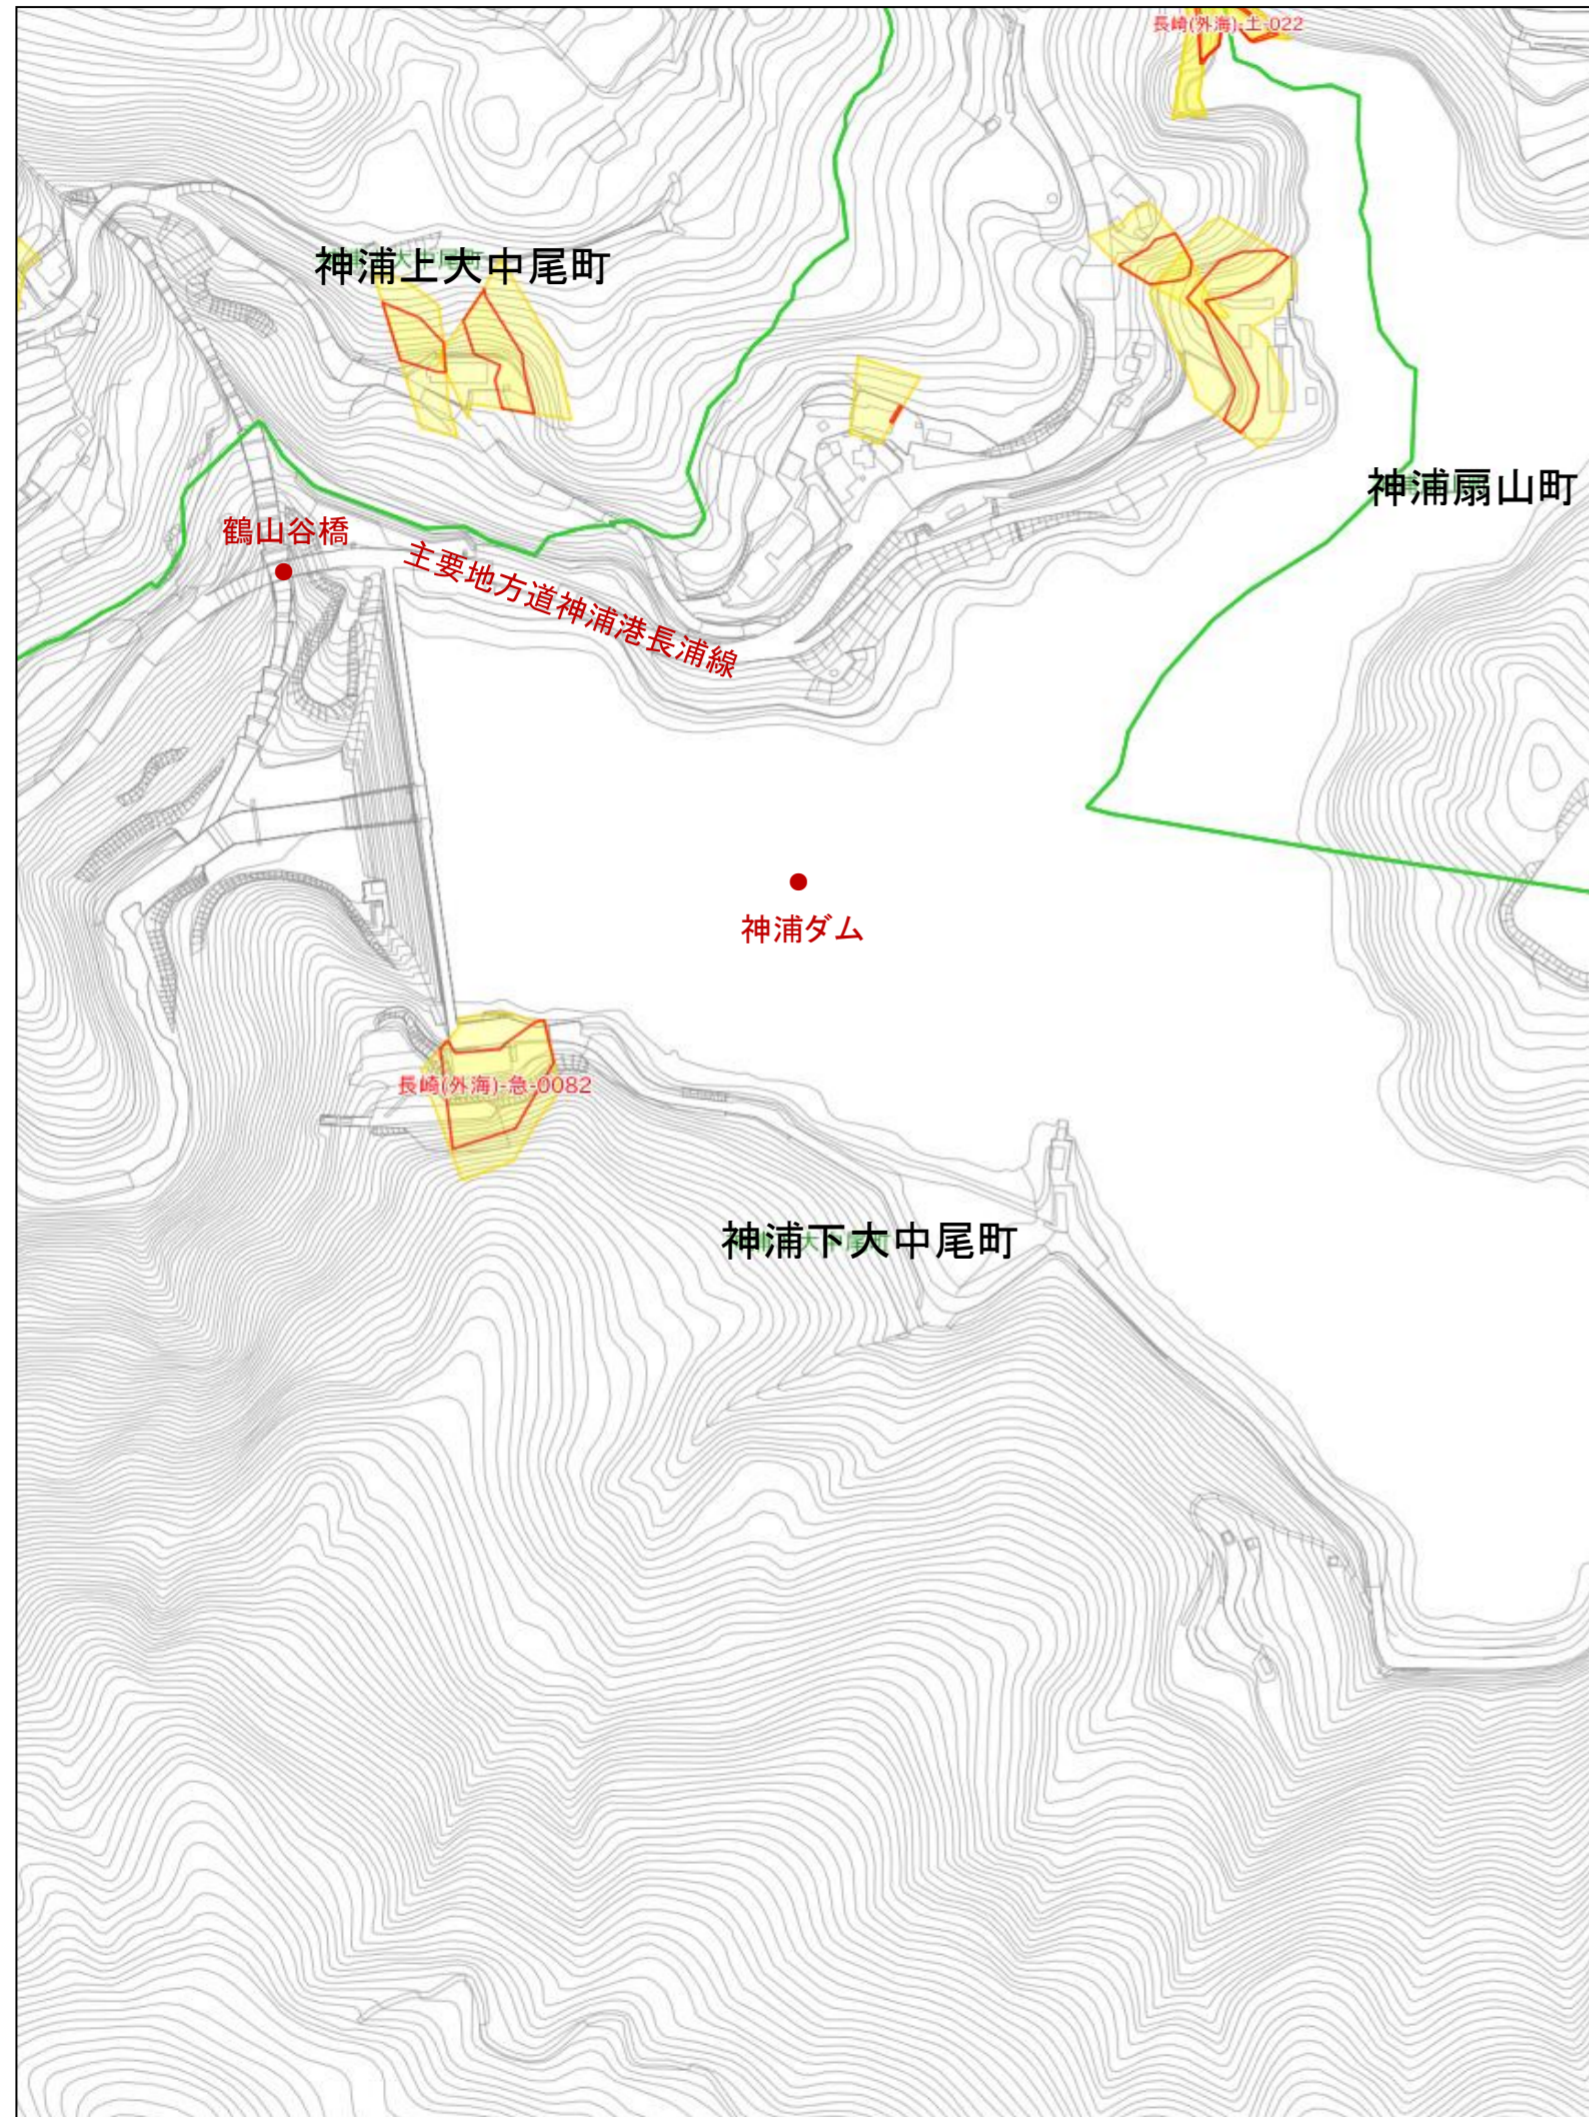 長崎(外海)-土-022
神浦上大中尾町
神浦扇山町
鶴山谷橋
主要地方道神浦港長浦線
神浦ダム
長崎(外海)-急-0082
神浦下大中尾町